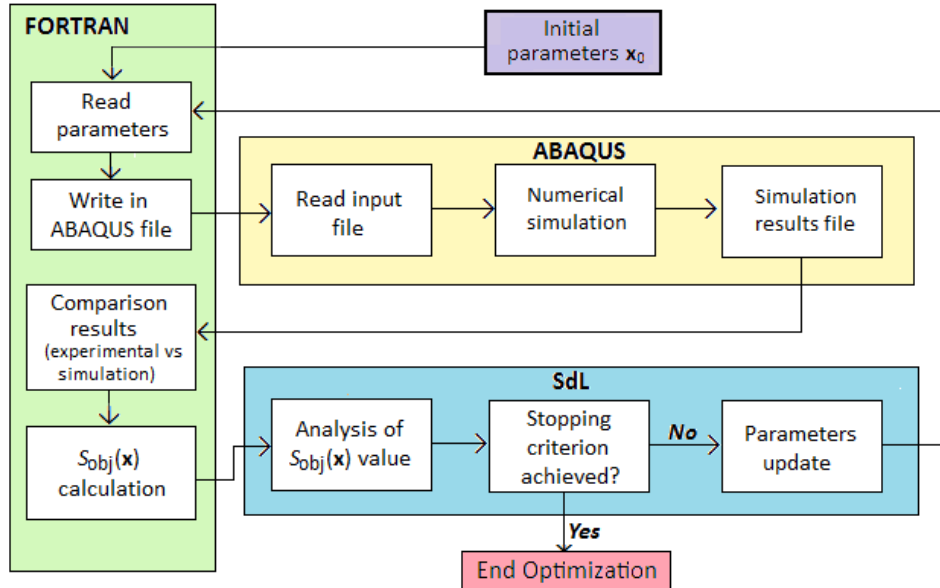 FORTRAN
Initial
parameters x₀
Read
parameters
Write in
ABAQUS file
ABAQUS
Read input
file
Numerical
simulation
Simulation
results file
Comparison
results
(experimental vs
simulation)
Sobj(x)
calculation
SdL
Analysis of
Sobj(x) value
Stopping
criterion
achieved?
No
Parameters
update
Yes
End Optimization